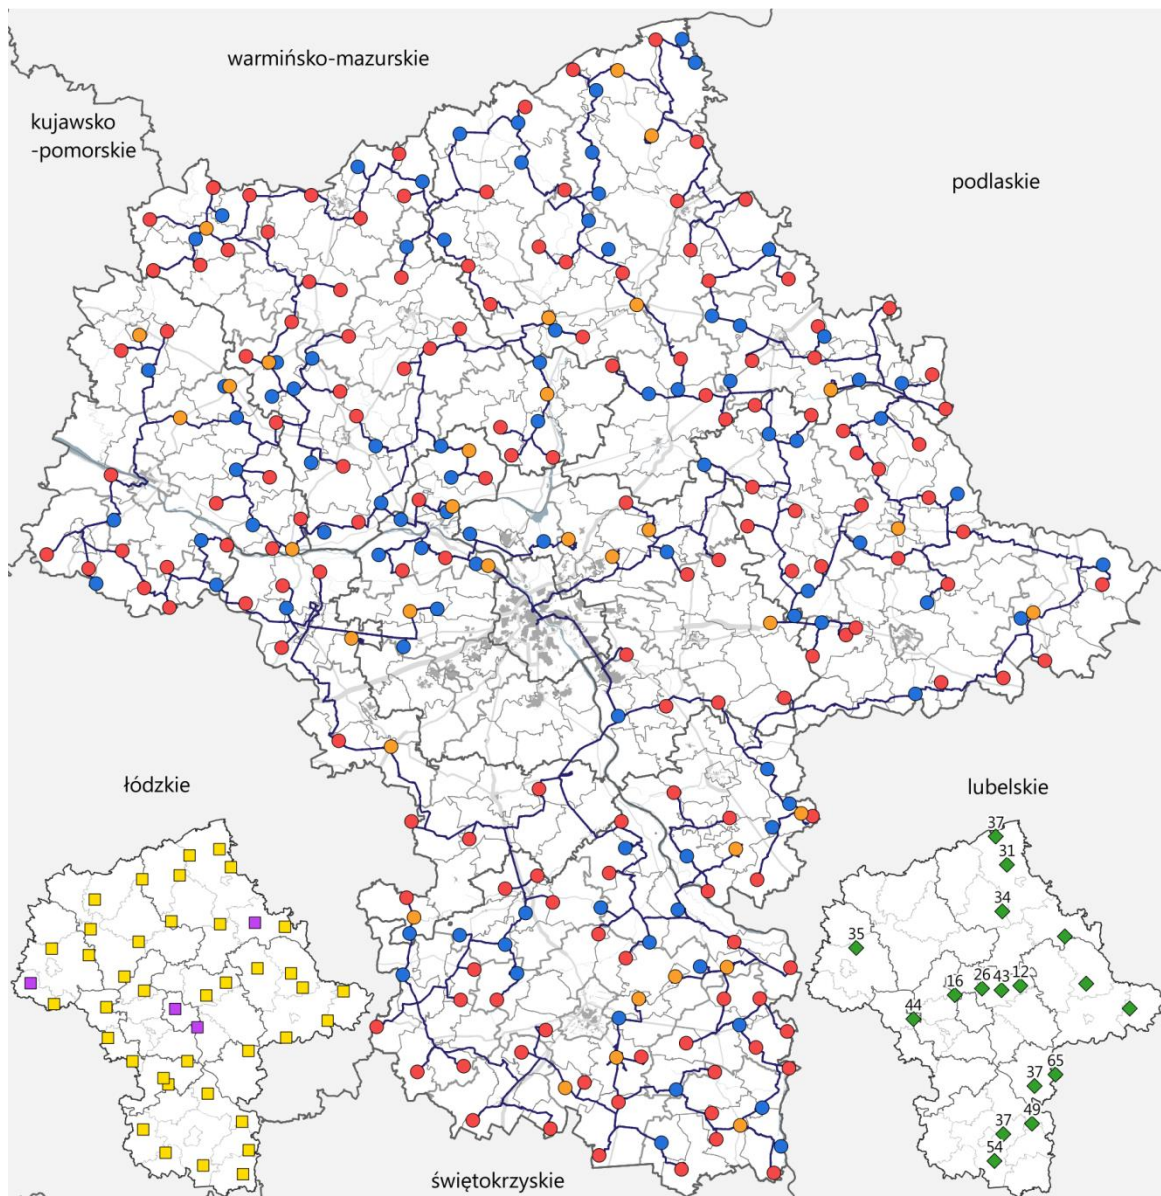 warmińsko-mazurskie
kujawsko
-pomorskie
podlaskie
łódzkie
lubelskie
37
31
34
35
16
26
43
12
44
65
37
49
37
54
świętokrzyskie